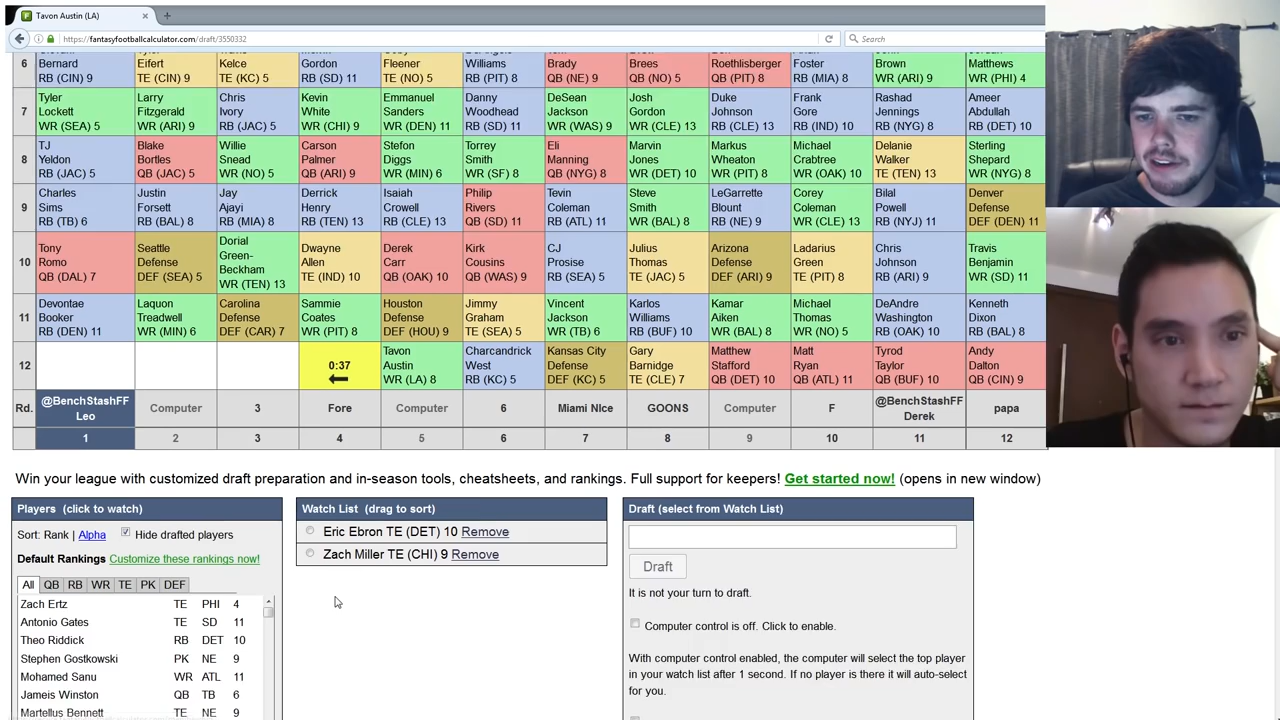 Tavon Austin (LA)
https://fantasyfootballcalculator.com/draft/3550332
Search
6
Bernard
RB (CIN) 9
Eifert
TE (CIN) 9
Kelce
TE (KC) 5
Gordon
RB (SD) 11
Fleener
TE (NO) 5
Williams
RB (PIT) 8
Brady
QB (NE) 9
Brees
QB (NO) 5
Roethlisberger
QB (PIT) 8
Foster
RB (MIA) 8
Brown
WR (ARI) 9
Matthews
WR (PHI) 4
7
Tyler
Lockett
WR (SEA) 5
Larry
Fitzgerald
WR (ARI) 9
Chris
Ivory
RB (JAC) 5
Kevin
White
WR (CHI) 9
Emmanuel
Sanders
WR (DEN) 11
Danny
Woodhead
RB (SD) 11
DeSean
Jackson
WR (WAS) 9
Josh
Gordon
WR (CLE) 13
Duke
Johnson
RB (CLE) 13
Frank
Gore
RB (IND) 10
Rashad
Jennings
RB (NYG) 8
Ameer
Abdullah
RB (DET) 10
8
TJ
Yeldon
RB (JAC) 5
Blake
Bortles
QB (JAC) 5
Willie
Snead
WR (NO) 5
Carson
Palmer
QB (ARI) 9
Stefon
Diggs
WR (MIN) 6
Torrey
Smith
WR (SF) 8
Eli
Manning
QB (NYG) 8
Marvin
Jones
WR (DET) 10
Markus
Wheaton
WR (PIT) 8
Michael
Crabtree
WR (OAK) 10
Delanie
Walker
TE (TEN) 13
Sterling
Shepard
WR (NYG) 8
9
Charles
Sims
RB (TB) 6
Justin
Forsett
RB (BAL) 8
Jay
Ajayi
RB (MIA) 8
Derrick
Henry
RB (TEN) 13
Isaiah
Crowell
RB (CLE) 13
Philip
Rivers
QB (SD) 11
Tevin
Coleman
RB (ATL) 11
Steve
Smith
WR (BAL) 8
LeGarrette
Blount
RB (NE) 9
Corey
Coleman
WR (CLE) 13
Bilal
Powell
RB (NYJ) 11
Denver
Defense
DEF (DEN) 11
10
Tony
Romo
QB (DAL) 7
Seattle
Defense
DEF (SEA) 5
Dorial
Green-
Beckham
WR (TEN) 13
Dwayne
Allen
TE (IND) 10
Derek
Carr
QB (OAK) 10
Kirk
Cousins
QB (WAS) 9
CJ
Prosise
RB (SEA) 5
Julius
Thomas
TE (JAC) 5
Arizona
Defense
DEF (ARI) 9
Ladarius
Green
TE (PIT) 8
Chris
Johnson
RB (ARI) 9
Travis
Benjamin
WR (SD) 11
11
Devontae
Booker
RB (DEN) 11
Laquon
Treadwell
WR (MIN) 6
Carolina
Defense
DEF (CAR) 7
Sammie
Coates
WR (PIT) 8
Houston
Defense
DEF (HOU) 9
Jimmy
Graham
TE (SEA) 5
Vincent
Jackson
WR (TB) 6
Karlos
Williams
RB (BUF) 10
Kamar
Aiken
WR (BAL) 8
Michael
Thomas
WR (NO) 5
DeAndre
Washington
RB (OAK) 10
Kenneth
Dixon
RB (BAL) 8
12
0:37
Tavon
Austin
WR (LA) 8
Charcandrick
West
RB (KC) 5
Kansas City
Defense
DEF (KC) 5
Gary
Barnidge
TE (CLE) 7
Matthew
Stafford
QB (DET) 10
Matt
Ryan
QB (ATL) 11
Tyrod
Taylor
QB (BUF) 10
Andy
Dalton
QB (CIN) 9
Rd.
@BenchStashFF
Leo
Computer
3
Fore
Computer
6
Miami NIce
GOONS
Computer
F
@BenchStashFF
Derek
papa
1 2 3 4 5 6 7 8 9 10 11 12
Win your league with customized draft preparation and in-season tools, cheatsheets, and rankings. Full support for keepers! Get started now! (opens in new window)
Players (click to watch)
Sort: Rank | Alpha Hide drafted players
Default Rankings Customize these rankings now!
All QB RB WR TE PK DEF
Zach Ertz TE PHI 4
Antonio Gates TE SD 11
Theo Riddick RB DET 10
Stephen Gostkowski PK NE 9
Mohamed Sanu WR ATL 11
Jameis Winston QB TB 6
Martellus Bennett TE NE 9
Watch List (drag to sort)
Eric Ebron TE (DET) 10 Remove
Zach Miller TE (CHI) 9 Remove
Draft (select from Watch List)
Draft
It is not your turn to draft.
Computer control is off. Click to enable.
With computer control enabled, the computer will select the top player
in your watch list after 1 second. If no player is there it will auto-select
for you.